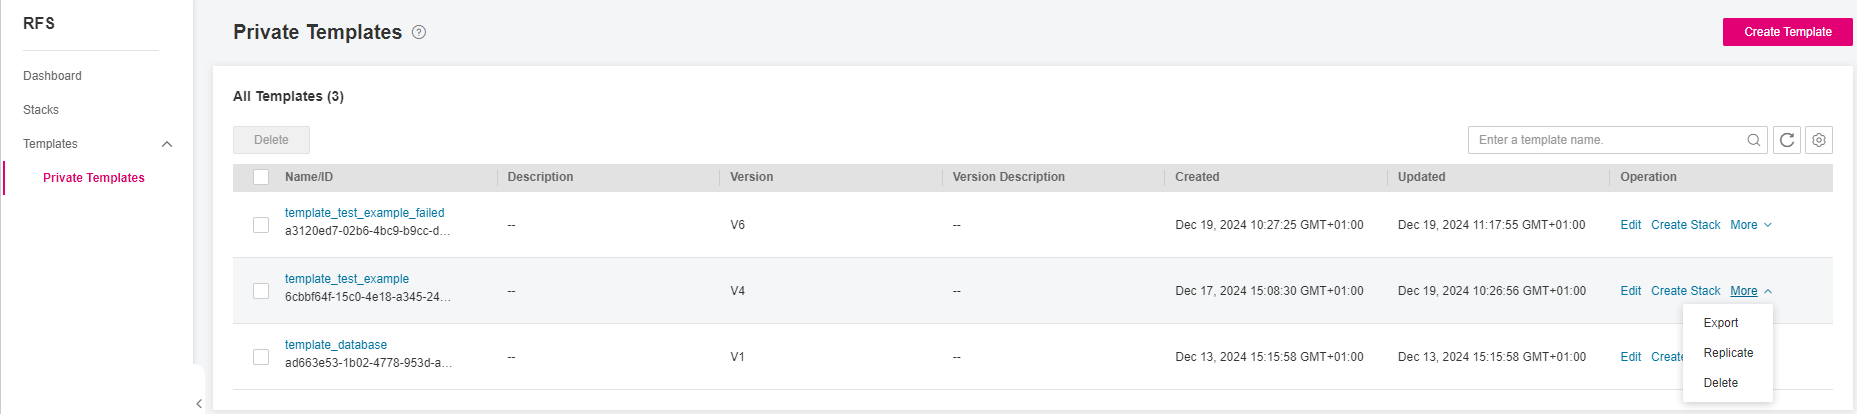 RFS
Dashboard
Stacks
Templates
Private Templates
Private Templates ?
Create Template
All Templates (3)
Delete
Enter a template name.
Name/ID Description Version Version Description Created Updated Operation
template_test_example_failed
a3120ed7-02b6-4bc9-b9cc-d...
-- V6 -- Dec 19, 2024 10:27:25 GMT+01:00 Dec 19, 2024 11:17:55 GMT+01:00 Edit Create Stack More
template_test_example
6cbbf64f-15c0-4e18-a345-24...
-- V4 -- Dec 17, 2024 15:08:30 GMT+01:00 Dec 19, 2024 10:26:56 GMT+01:00 Edit Create Stack More
template_database
ad663e53-1b02-4778-953d-a...
-- V1 -- Dec 13, 2024 15:15:58 GMT+01:00 Dec 13, 2024 15:15:58 GMT+01:00 Edit Create
Export
Replicate
Delete